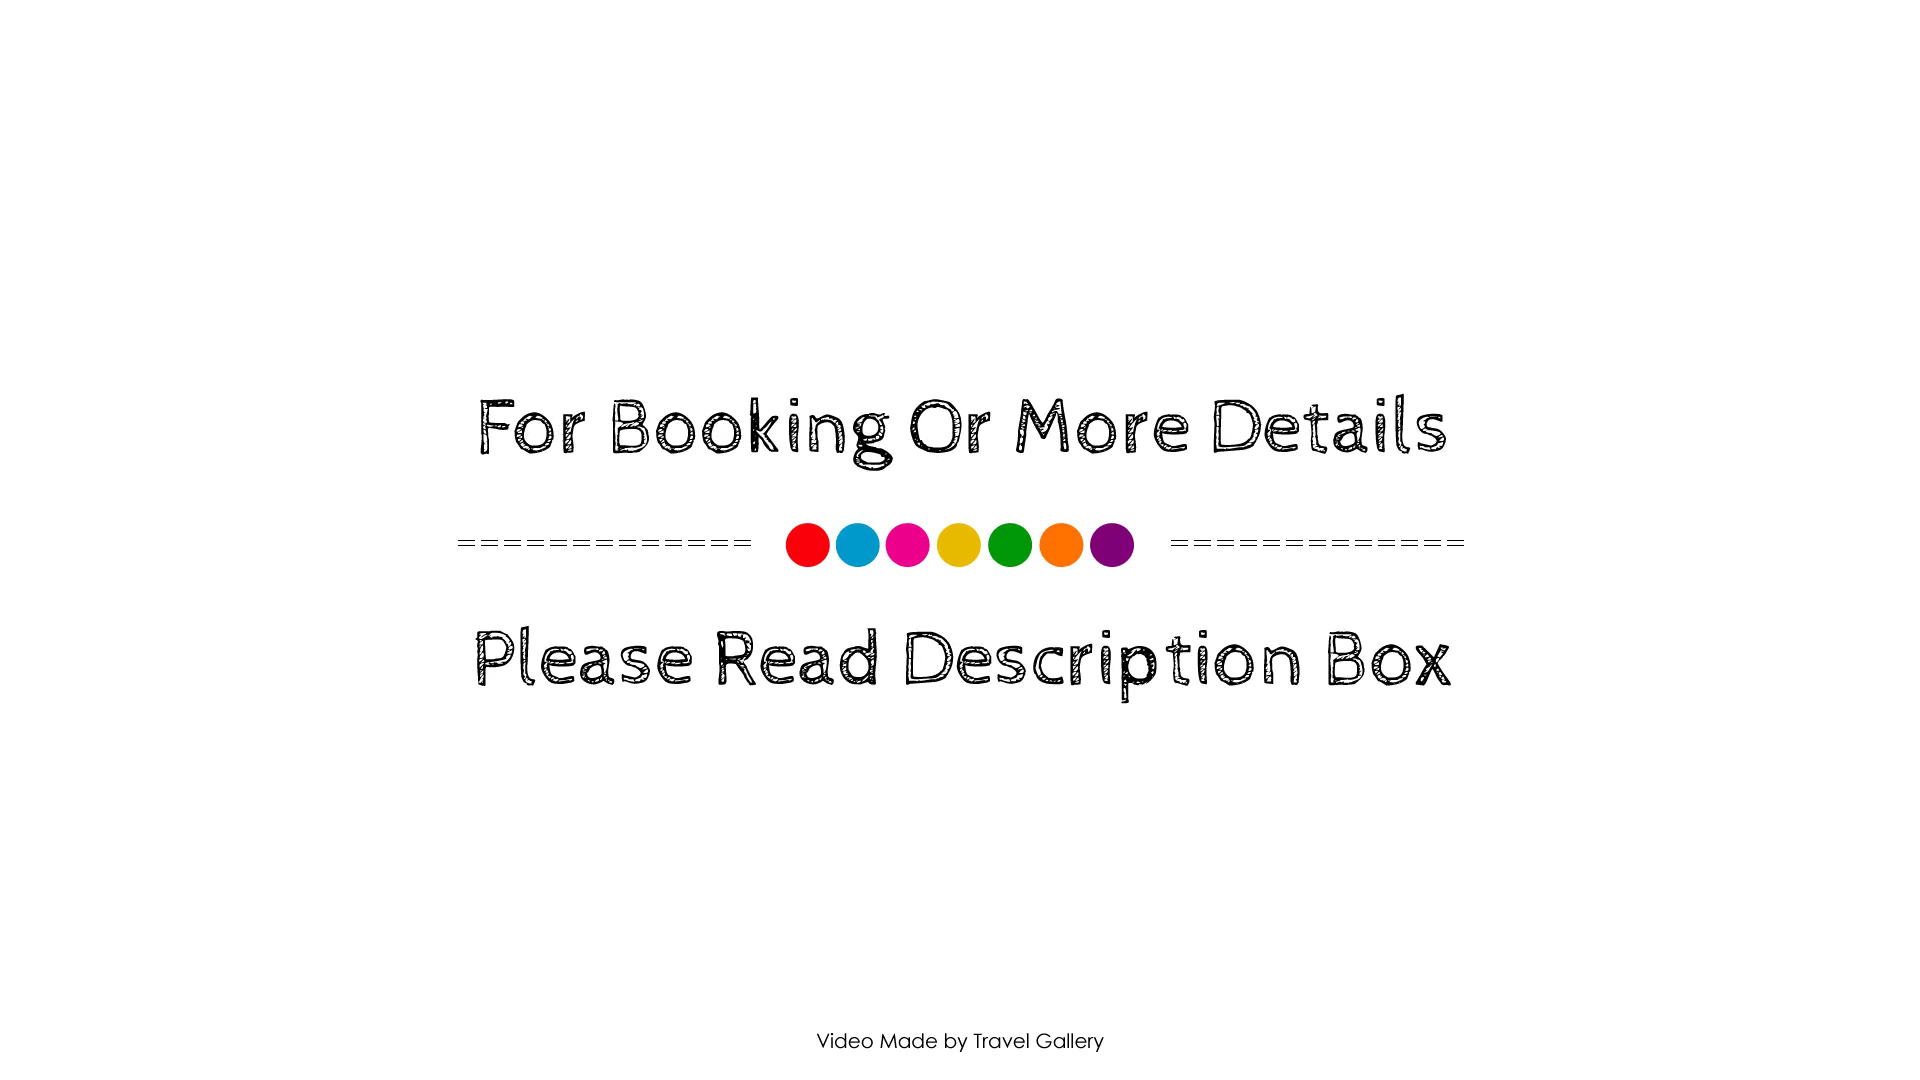 For Booking Or More Details
============= =============
Please Read Description Box
Video Made by Travel Gallery